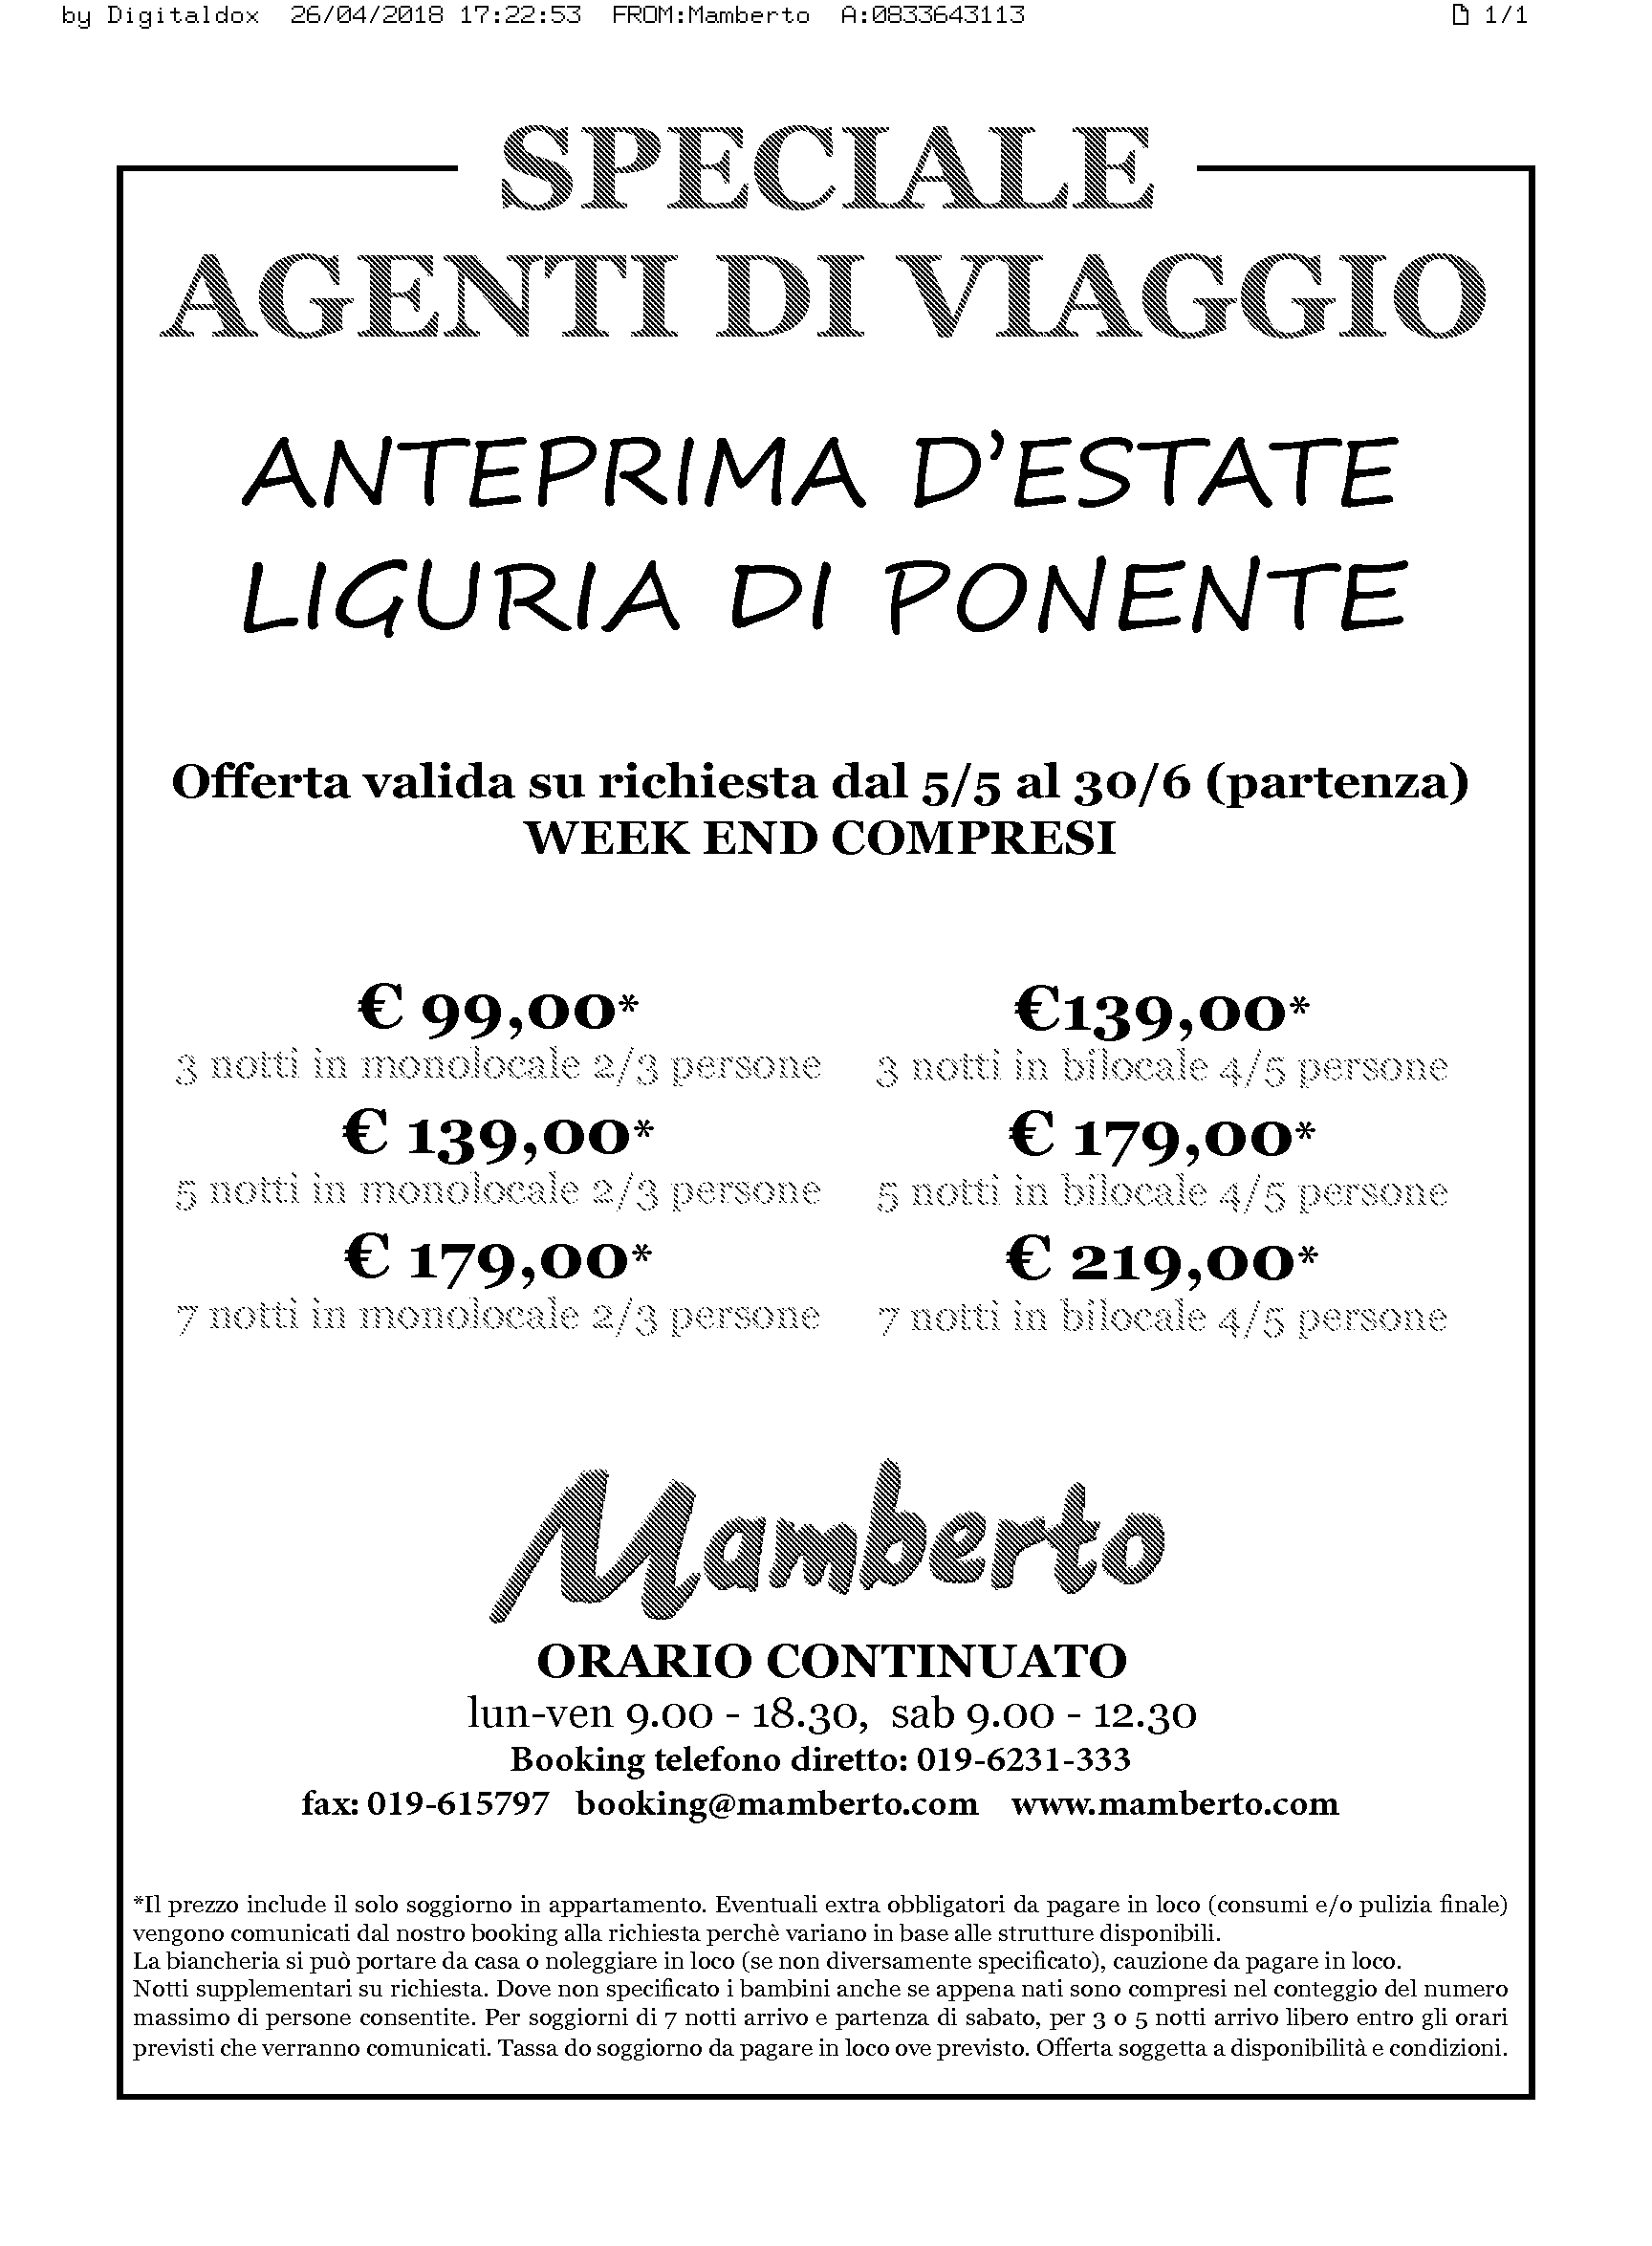 by Digitaldox 26/04/2018 17:22:53 FROM:Mamberto A:0833643113 1/1
SPECIALE
AGENTI DI VIAGGIO
ANTEPRIMA D’ESTATE
LIGURIA DI PONENTE
Offerta valida su richiesta dal 5/5 al 30/6 (partenza)
WEEK END COMPRESI
€ 99,00*
3 notti in monolocale 2/3 persone
€ 139,00*
5 notti in monolocale 2/3 persone
€ 179,00*
7 notti in monolocale 2/3 persone
€139,00*
3 notti in bilocale 4/5 persone
€ 179,00*
5 notti in bilocale 4/5 persone
€ 219,00*
7 notti in bilocale 4/5 persone
Mamberto
ORARIO CONTINUATO
lun-ven 9.00 - 18.30, sab 9.00 - 12.30
Booking telefono diretto: 019-6231-333
fax: 019-615797 booking@mamberto.com www.mamberto.com
*Il prezzo include il solo soggiorno in appartamento. Eventuali extra obbligatori da pagare in loco (consumi e/o pulizia finale)
vengono comunicati dal nostro booking alla richiesta perchè variano in base alle strutture disponibili.
La biancheria si può portare da casa o noleggiare in loco (se non diversamente specificato), cauzione da pagare in loco.
Notti supplementari su richiesta. Dove non specificato i bambini anche se appena nati sono compresi nel conteggio del numero
massimo di persone consentite. Per soggiorni di 7 notti arrivo e partenza di sabato, per 3 o 5 notti arrivo libero entro gli orari
previsti che verranno comunicati. Tassa do soggiorno da pagare in loco ove previsto. Offerta soggetta a disponibilità e condizioni.